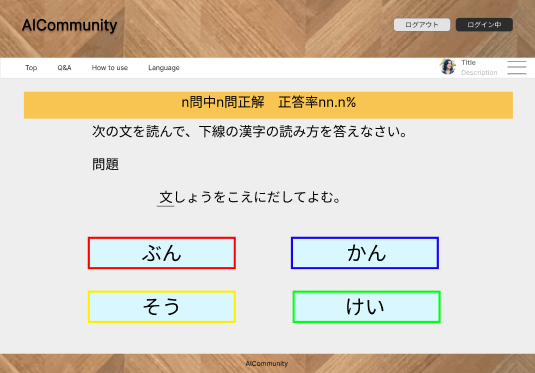 AICommunity
ログアウト ログイン中
Top Q&A How to use Language
Title
Description
n問中n問正解　正答率nn.n%
次の文を読んで、下線の漢字の読み方を答えなさい。
問題
文しょうをこえにだしてよむ。
ぶん かん
そう けい
AICommunity